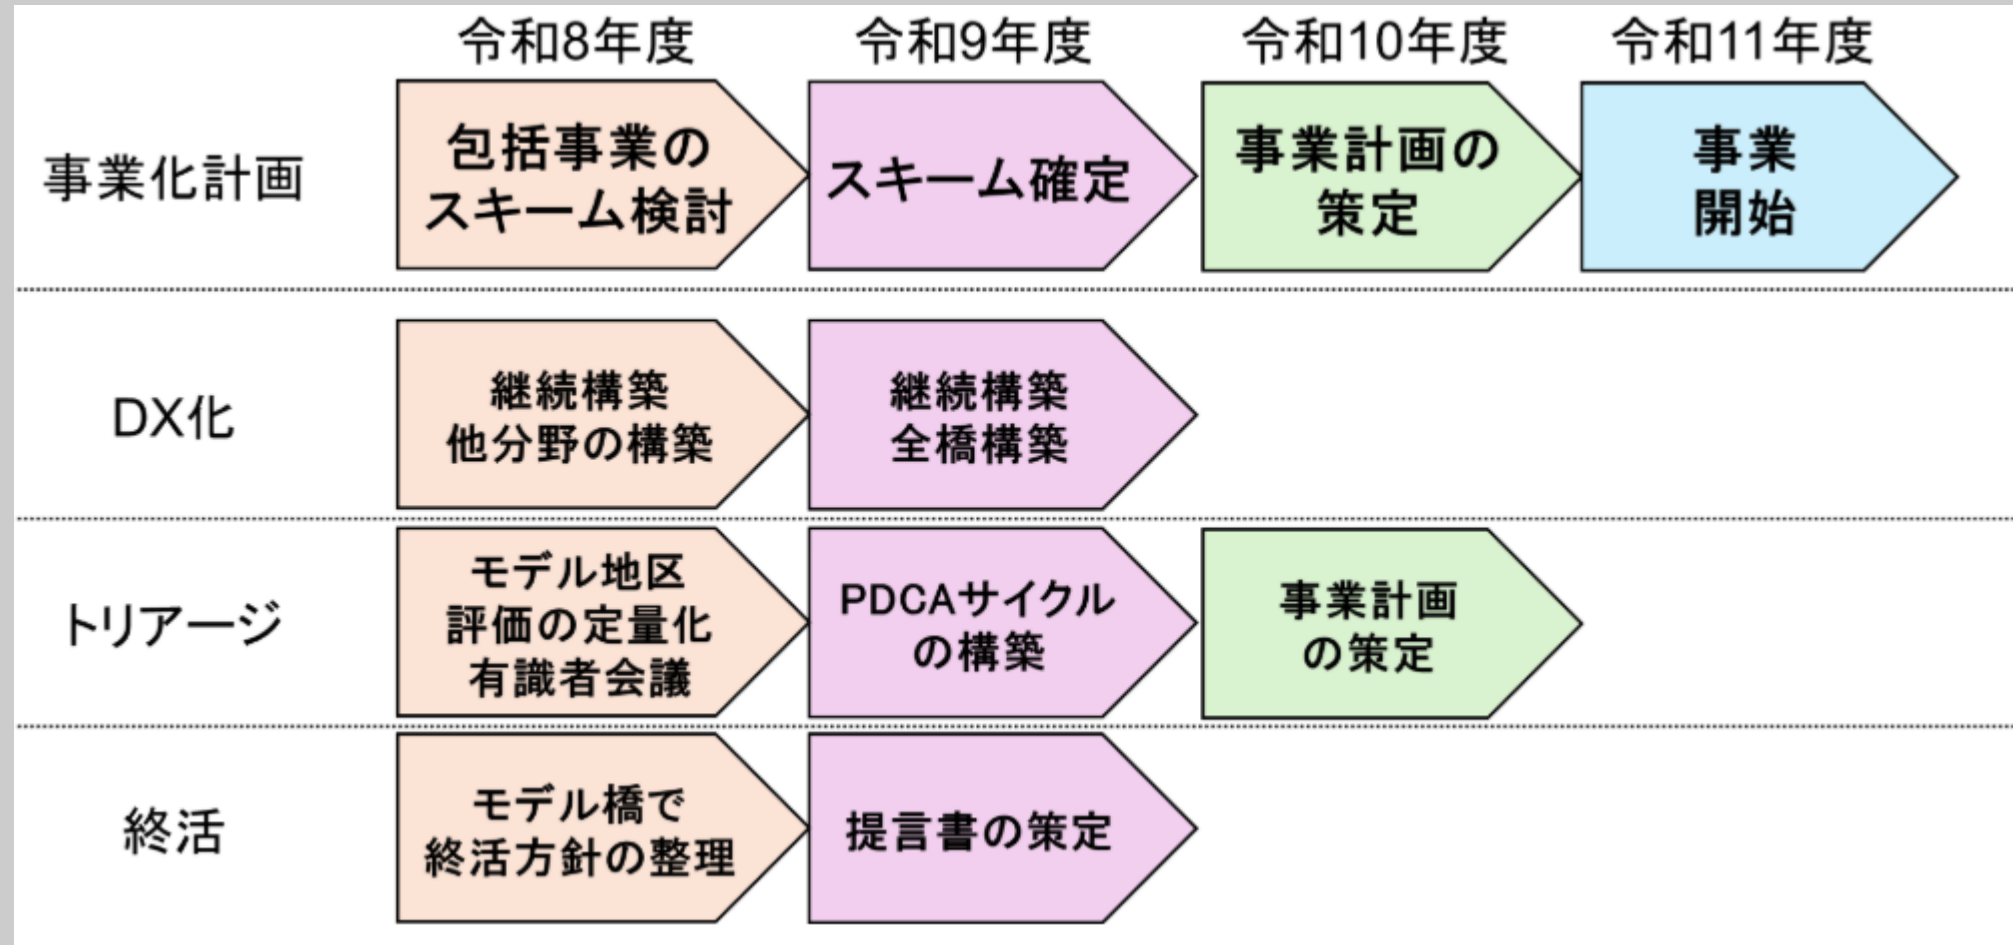 令和8年度 令和9年度 令和10年度 令和11年度
事業化計画
包括事業の
スキーム検討
スキーム確定
事業計画の
策定
事業
開始
DX化
継続構築
他分野の構築
継続構築
全橋構築
トリアージ
モデル地区
評価の定量化
有識者会議
PDCAサイクル
の構築
事業計画
の策定
終活
モデル橋で
終活方針の整理
提言書の策定